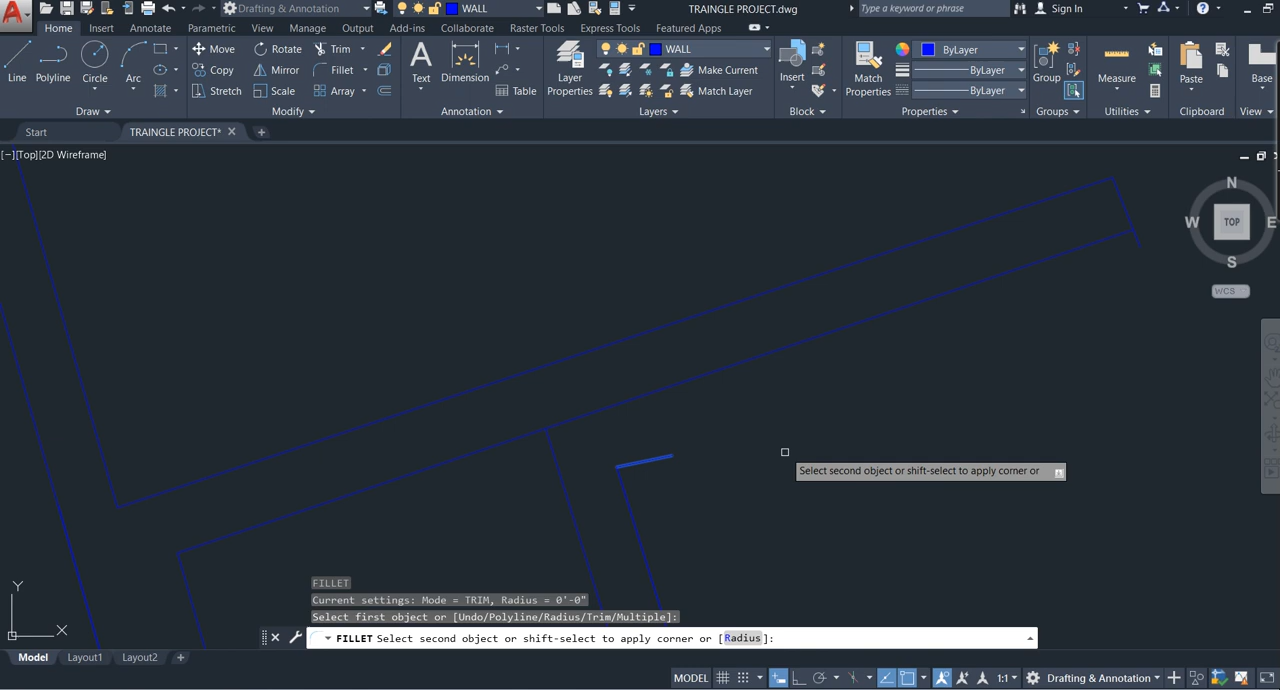 Drafting & Annotation WALL TRAINGLE PROJECT.dwg Type a keyword or phrase Sign In
Home Insert Annotate Parametric View Manage Output Add-ins Collaborate Express Tools Raster Tools Featured Apps
Line Polyline Circle Arc
Move Rotate Trim
Copy Mirror Fillet
Stretch Scale Array
Text Dimension Table
Layer Properties
WALL
Make Current
Match Layer
Insert
Match Properties
ByLayer
ByLayer
ByLayer
Group Measure Paste Base
Draw Modify Annotation Layers Block Properties Groups Utilities Clipboard View
Start TRAINGLE PROJECT*
[−][Top][2D Wireframe]
N
W TOP E
S
WCS
Select second object or shift-select to apply corner or
FILLET
Current settings: Mode = TRIM, Radius = 0'-0"
Select first object or [Undo/Polyline/Radius/Trim/Multiple]:
Y
X
FILLET Select second object or shift-select to apply corner or [Radius]:
Model Layout1 Layout2
MODEL 1:1 Drafting & Annotation